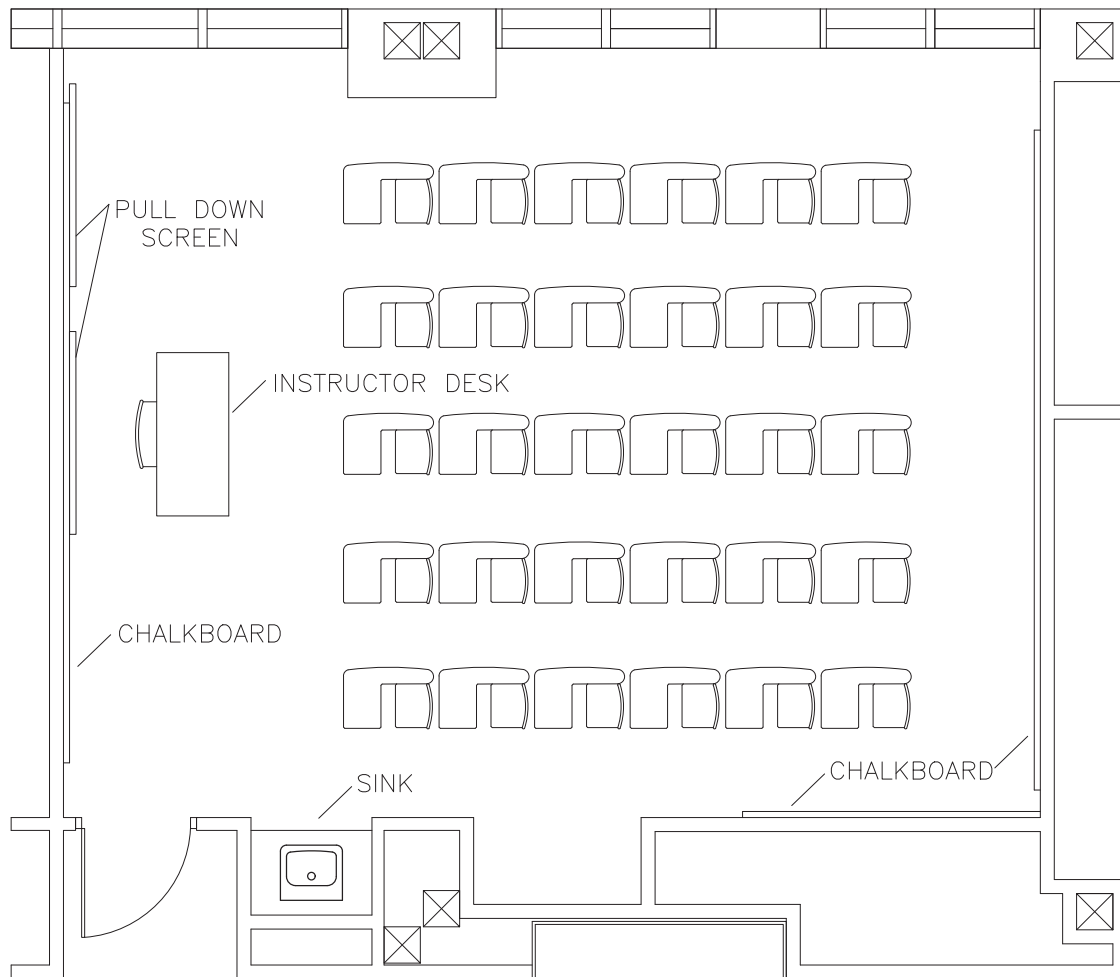 PULL DOWN
SCREEN
INSTRUCTOR DESK
CHALKBOARD
SINK
CHALKBOARD